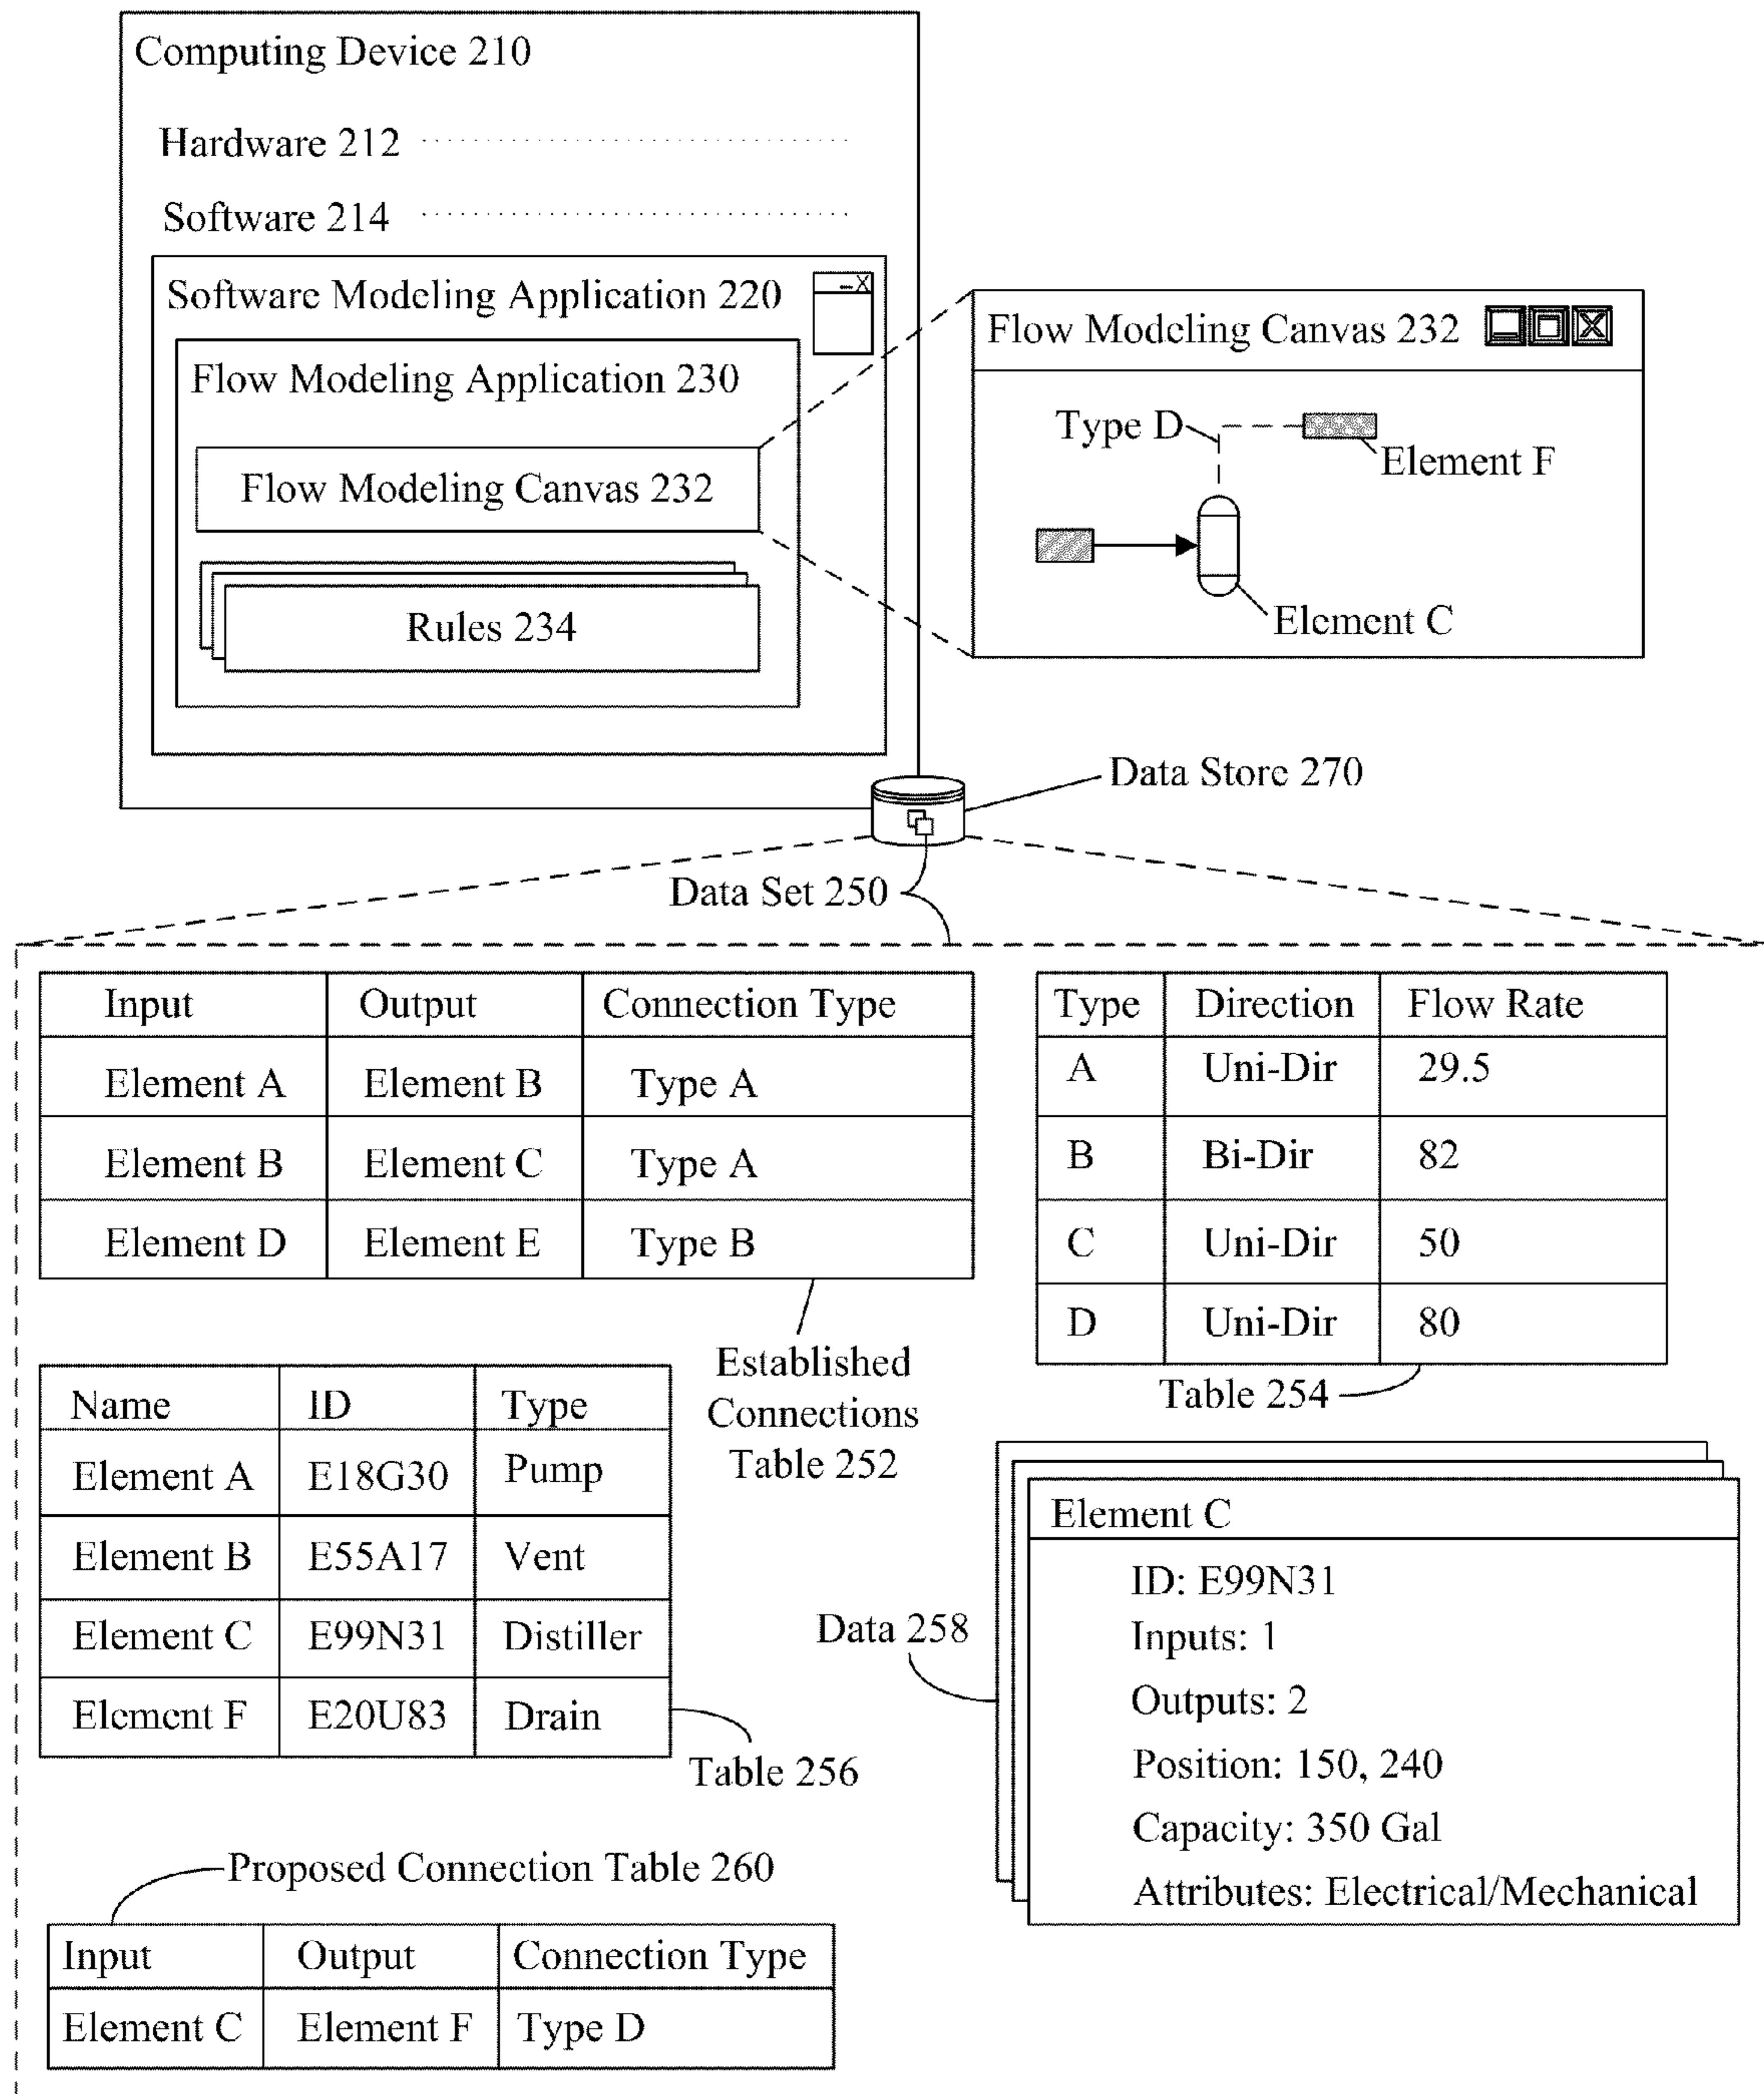 Computing Device 210
Hardware 212
Software 214
Software Modeling Application 220
Flow Modeling Application 230
Flow Modeling Canvas 232
Rules 234
Flow Modeling Canvas 232
Type D
Element F
Element C
Data Store 270
Data Set 250
Input Output Connection Type
Element A Element B Type A
Element B Element C Type A
Element D Element E Type B
Established
Connections
Table 252
Type Direction Flow Rate
A Uni-Dir 29.5
B Bi-Dir 82
C Uni-Dir 50
D Uni-Dir 80
Table 254
Name ID Type
Element A E18G30 Pump
Element B E55A17 Vent
Element C E99N31 Distiller
Element F E20U83 Drain
Table 256
Data 258
Element C
ID: E99N31
Inputs: 1
Outputs: 2
Position: 150, 240
Capacity: 350 Gal
Attributes: Electrical/Mechanical
Proposed Connection Table 260
Input Output Connection Type
Element C Element F Type D